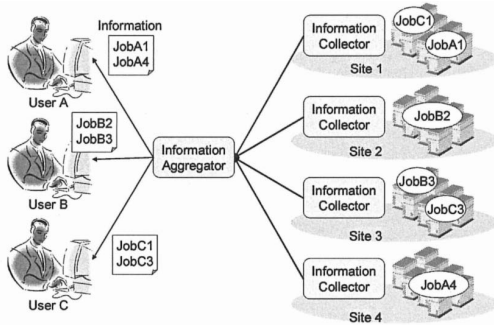 Information
JobA1
JobA4
User A
JobB2
JobB3
User B
JobC1
JobC3
User C
Information
Aggregator
Information
Collector
JobC1
JobA1
Site 1
Information
Collector
JobB2
Site 2
Information
Collector
JobB3
JobC3
Site 3
Information
Collector
JobA4
Site 4